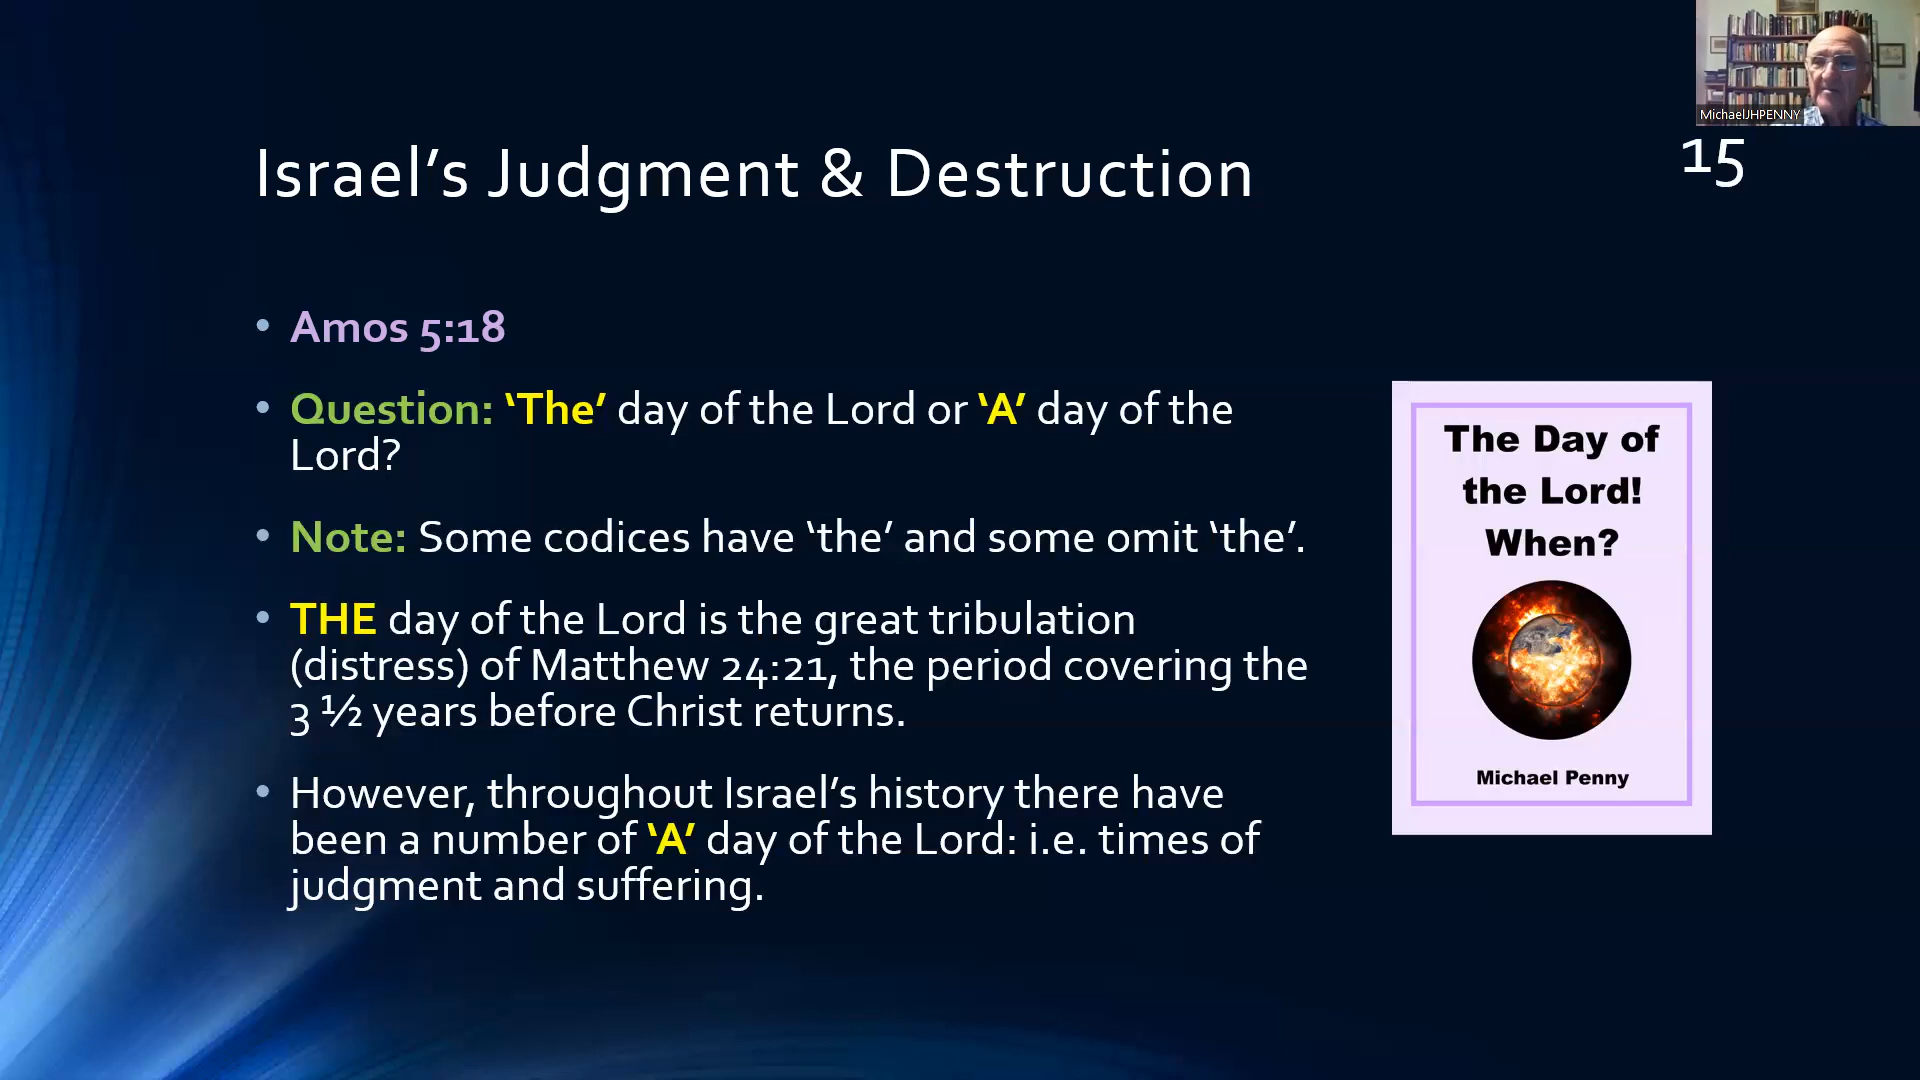 MichaelJHPENNY
Israel’s Judgment & Destruction
15
• Amos 5:18
• Question: ‘The’ day of the Lord or ‘A’ day of the
Lord?
• Note: Some codices have ‘the’ and some omit ‘the’.
• THE day of the Lord is the great tribulation
(distress) of Matthew 24:21, the period covering the
3 ½ years before Christ returns.
• However, throughout Israel’s history there have
been a number of ‘A’ day of the Lord: i.e. times of
judgment and suffering.
The Day of
the Lord!
When?
Michael Penny